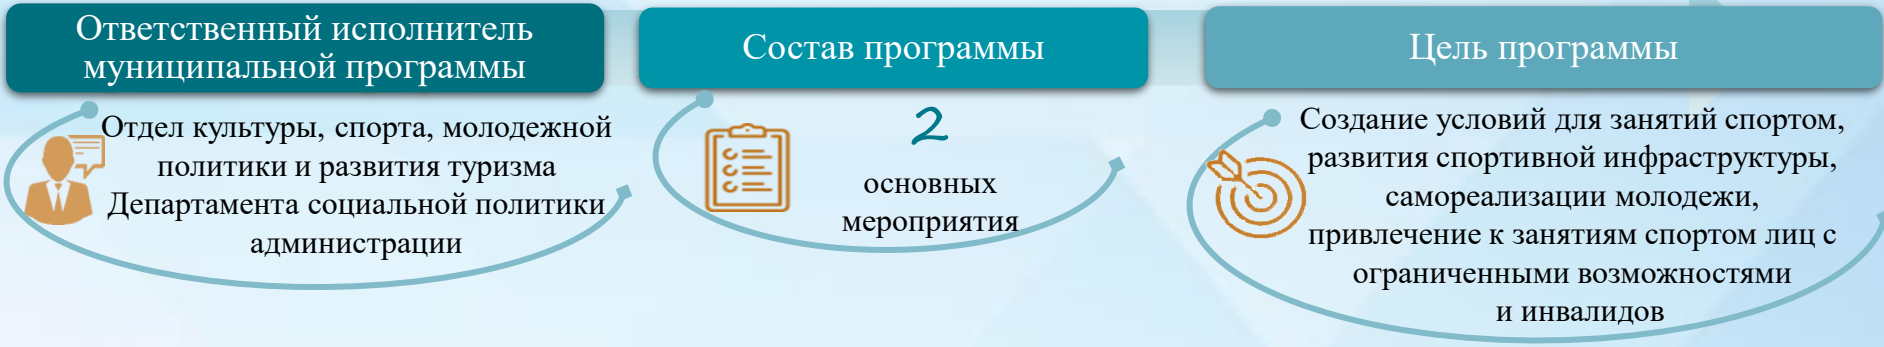 Ответственный исполнитель
муниципальной программы
Отдел культуры, спорта, молодежной
политики и развития туризма
Департамента социальной политики
администрации
Состав программы
2
основных
мероприятия
Цель программы
Создание условий для занятий спортом,
развития спортивной инфраструктуры,
самореализации молодежи,
привлечение к занятиям спортом лиц с
ограниченными возможностями
и инвалидов